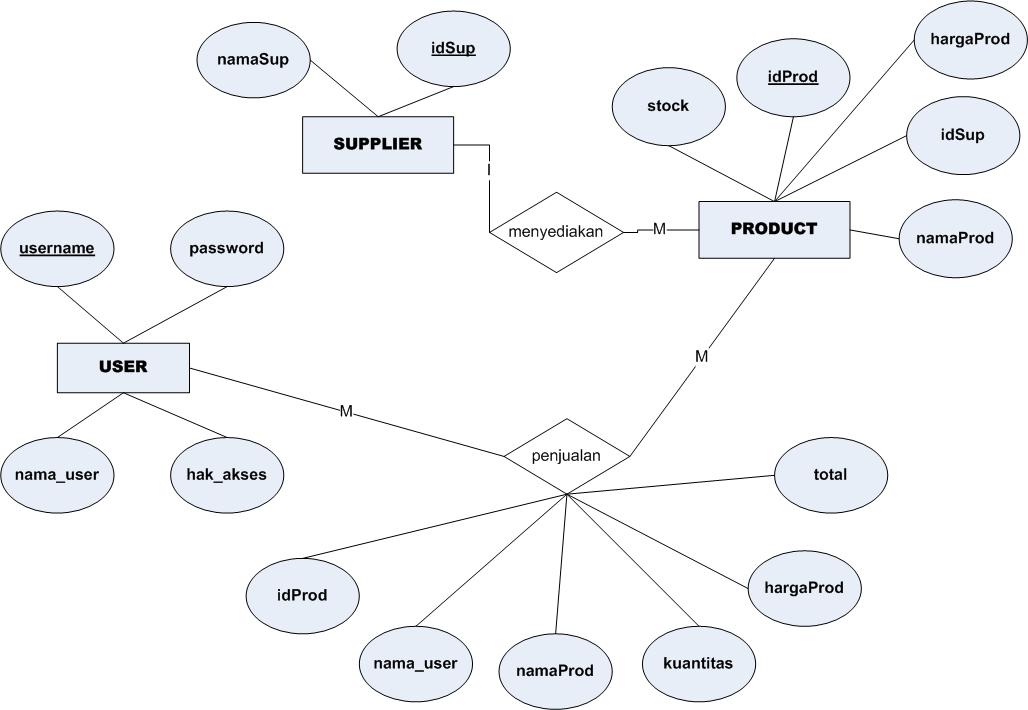 hargaProd
namaSup
idSup
idProd
stock
idSup
SUPPLIER
I
menyediakan
M
PRODUCT
namaProd
username
password
M
USER
M
nama_user
hak_akses
penjualan
total
idProd
hargaProd
nama_user
namaProd
kuantitas